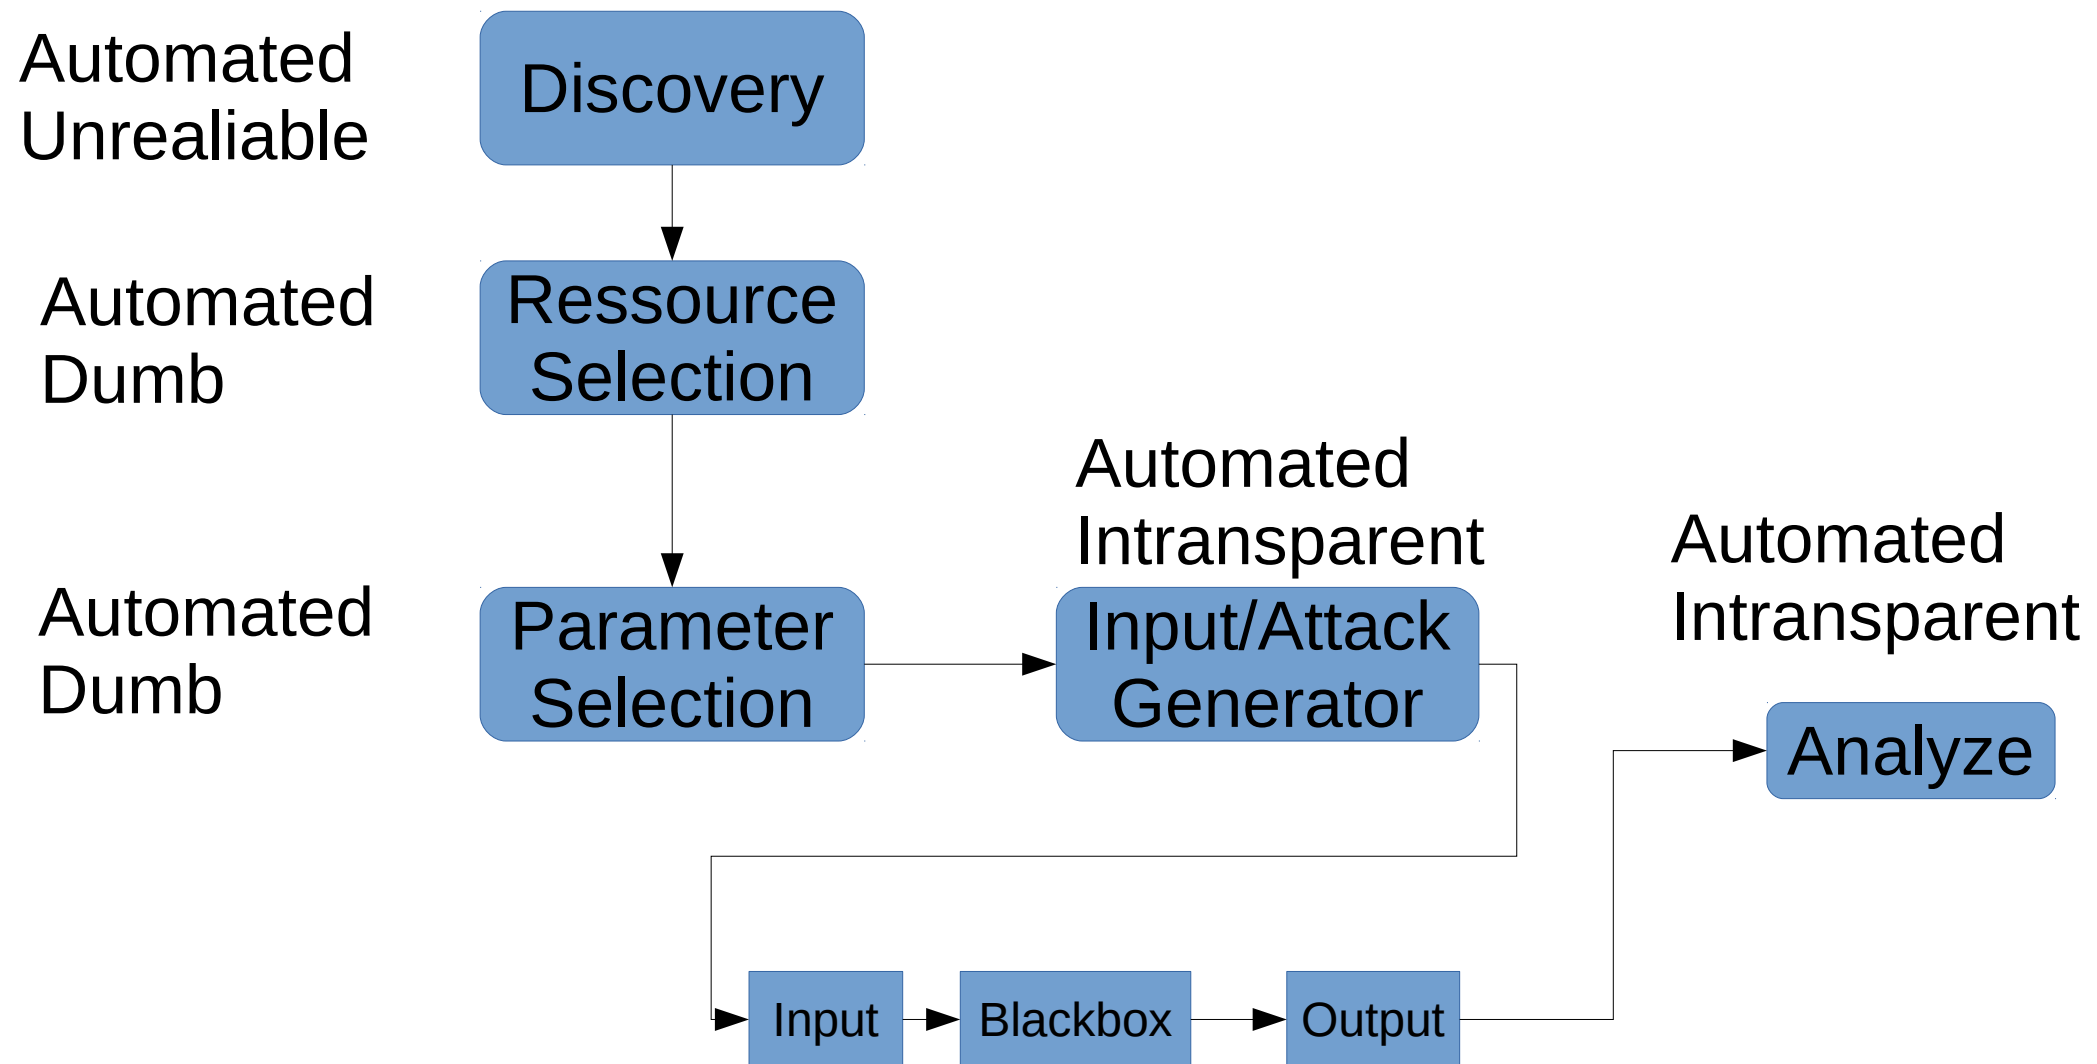 Automated
Unrealiable
Discovery
Automated
Dumb
Ressource
Selection
Automated
Dumb
Parameter
Selection
Automated
Intransparent
Input/Attack
Generator
Automated
Intransparent
Analyze
Input
Blackbox
Output